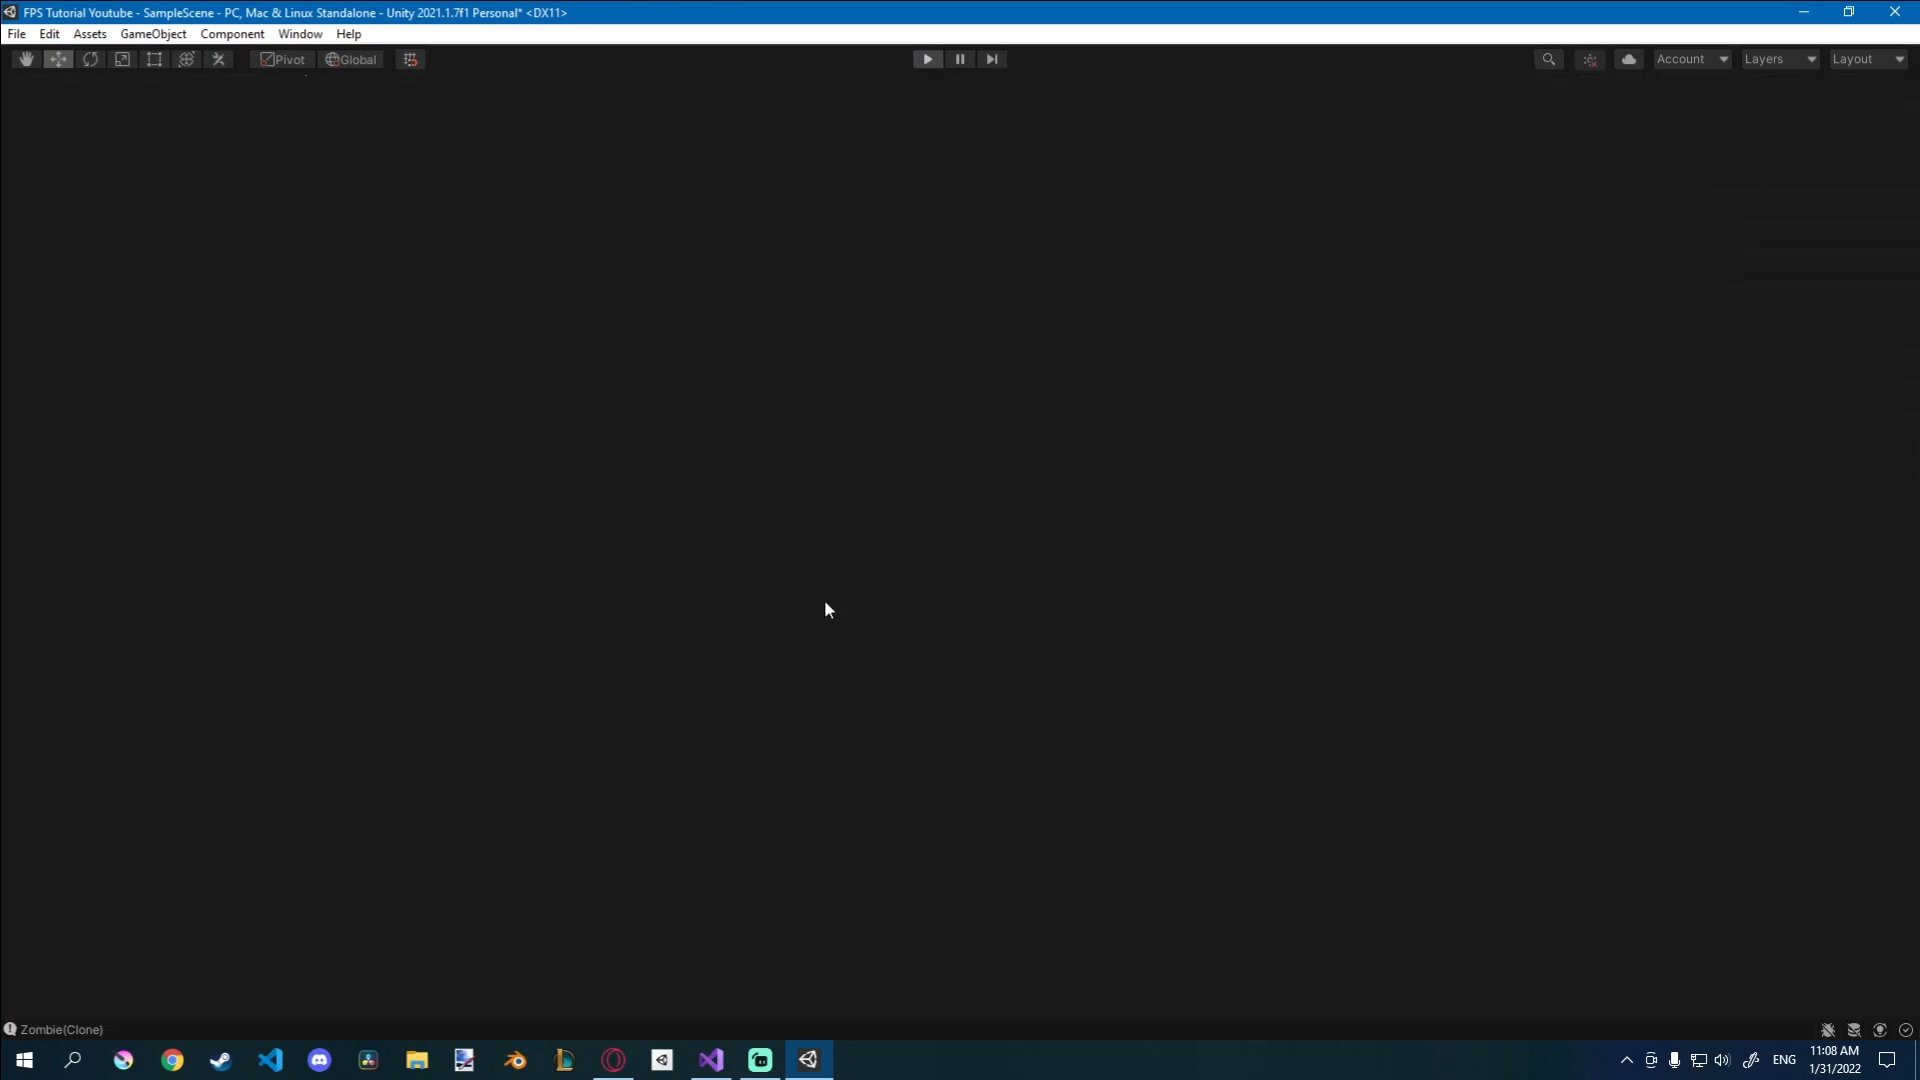 FPS Tutorial Youtube - SampleScene - PC, Mac & Linux Standalone - Unity 2021.1.7f1 Personal* <DX11>
File Edit Assets GameObject Component Window Help
Pivot Global Account Layers Layout
Zombie(Clone)
ENG
11:08 AM
1/31/2022